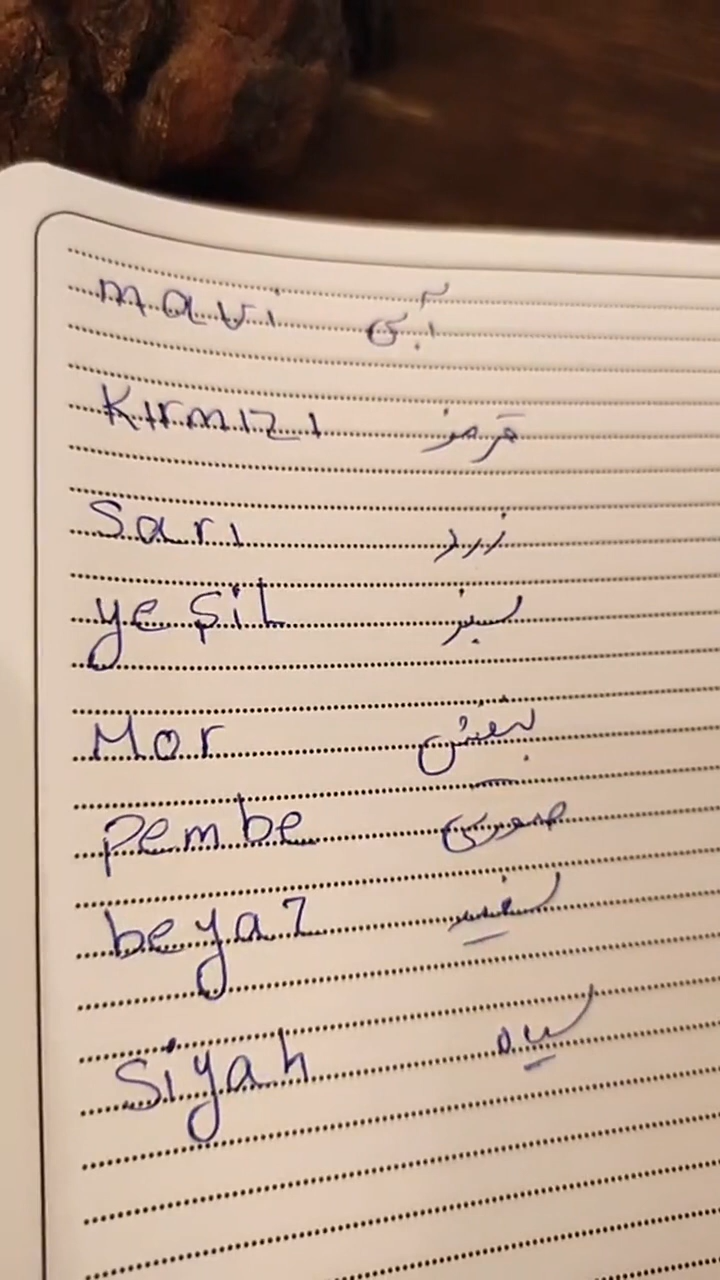 mavi آبی
Kırmızı قرمز
Sarı زرد
yeşil سبز
Mor بنفش
pembe صورتی
beyaz سفید
Siyah سیاه